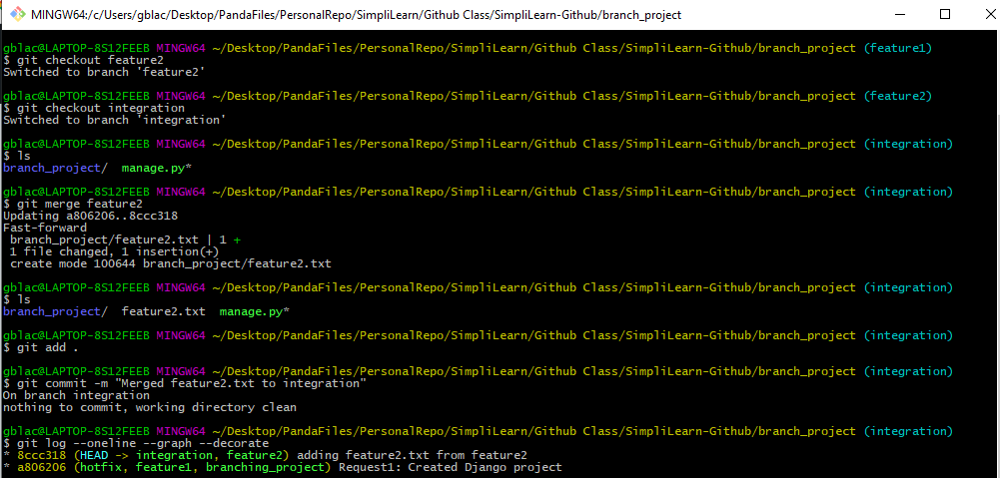 MINGW64:/c/Users/gblac/Desktop/PandaFiles/PersonalRepo/SimpliLearn/Github Class/SimpliLearn-Github/branch_project
gblac@LAPTOP-8S12FEEB MINGW64 ~/Desktop/PandaFiles/PersonalRepo/SimpliLearn/Github Class/SimpliLearn-Github/branch_project (feature1)
$ git checkout feature2
Switched to branch 'feature2'
gblac@LAPTOP-8S12FEEB MINGW64 ~/Desktop/PandaFiles/PersonalRepo/SimpliLearn/Github Class/SimpliLearn-Github/branch_project (feature2)
$ git checkout integration
Switched to branch 'integration'
gblac@LAPTOP-8S12FEEB MINGW64 ~/Desktop/PandaFiles/PersonalRepo/SimpliLearn/Github Class/SimpliLearn-Github/branch_project (integration)
$ ls
branch_project/  manage.py*
gblac@LAPTOP-8S12FEEB MINGW64 ~/Desktop/PandaFiles/PersonalRepo/SimpliLearn/Github Class/SimpliLearn-Github/branch_project (integration)
$ git merge feature2
Updating a806206..8ccc318
Fast-forward
 branch_project/feature2.txt | 1 +
 1 file changed, 1 insertion(+)
 create mode 100644 branch_project/feature2.txt
gblac@LAPTOP-8S12FEEB MINGW64 ~/Desktop/PandaFiles/PersonalRepo/SimpliLearn/Github Class/SimpliLearn-Github/branch_project (integration)
$ ls
branch_project/  feature2.txt  manage.py*
gblac@LAPTOP-8S12FEEB MINGW64 ~/Desktop/PandaFiles/PersonalRepo/SimpliLearn/Github Class/SimpliLearn-Github/branch_project (integration)
$ git add .
gblac@LAPTOP-8S12FEEB MINGW64 ~/Desktop/PandaFiles/PersonalRepo/SimpliLearn/Github Class/SimpliLearn-Github/branch_project (integration)
$ git commit -m "Merged feature2.txt to integration"
On branch integration
nothing to commit, working directory clean
gblac@LAPTOP-8S12FEEB MINGW64 ~/Desktop/PandaFiles/PersonalRepo/SimpliLearn/Github Class/SimpliLearn-Github/branch_project (integration)
$ git log --oneline --graph --decorate
* 8ccc318 (HEAD -> integration, feature2) adding feature2.txt from feature2
* a806206 (hotfix, feature1, branching_project) Request1: Created Django project